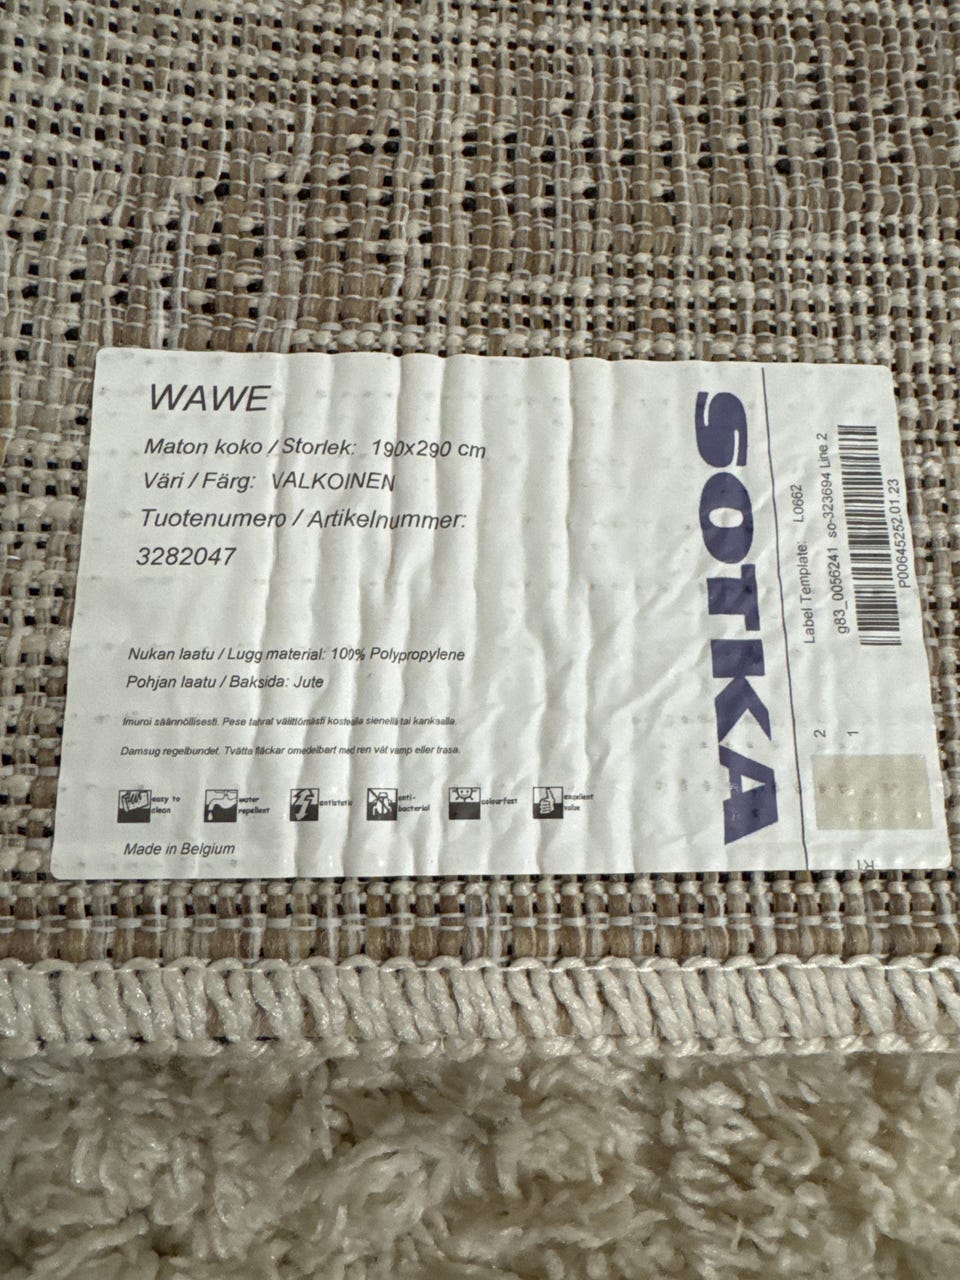 WAWE
Maton koko / Storlek: 190x290 cm
Väri / Färg: VALKOINEN
Tuotenumero / Artikelnummer:
3282047
Nukan laatu / Lugg material: 100% Polypropylene
Pohjan laatu / Baksida: Jute
Imuroi säännöllisesti. Pese tahrat välittömästi kostealla sienellä tai kankaalla.
Damsug regelbundet. Tvätta fläckar omedelbart med ren våt vamp eller trasa.
easy to
clean
water
repellent
antistatic
anti-
bacterial
colourfast
excellent
value
Made in Belgium
SOTKA
Label Template: L0662
g83_0056241 so-323694 Line 2
P00645252.01.23
2
1